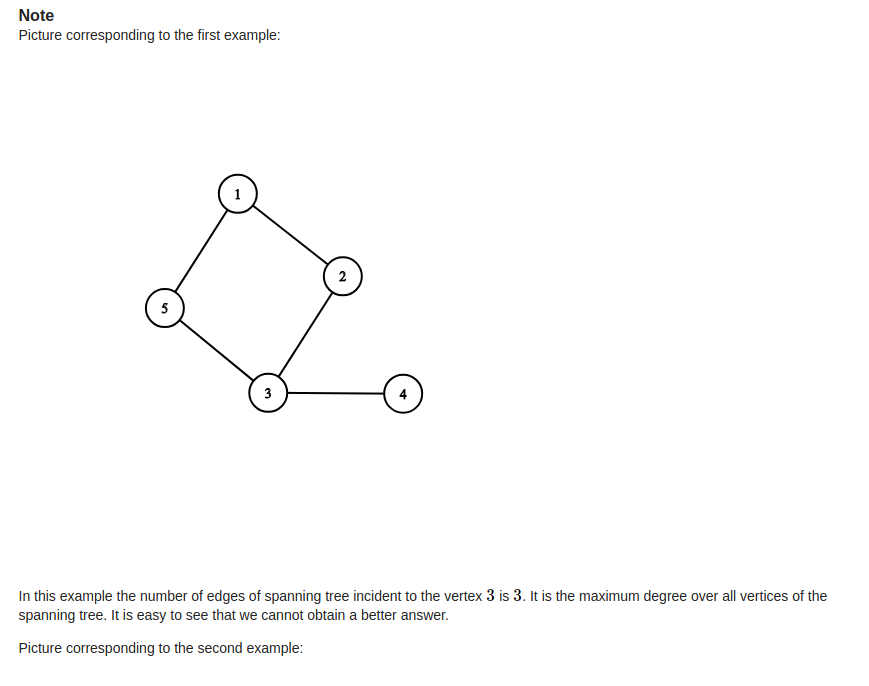 Note
Picture corresponding to the first example:
1
2
5
3
4
In this example the number of edges of spanning tree incident to the vertex 3 is 3. It is the maximum degree over all vertices of the
spanning tree. It is easy to see that we cannot obtain a better answer.
Picture corresponding to the second example: